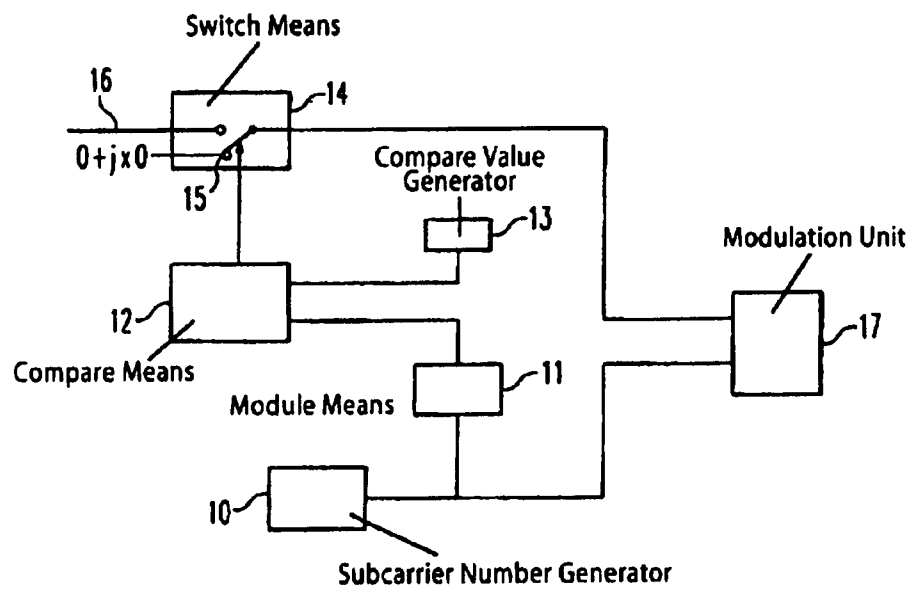 Switch Means
16
14
0+jx0
15
Compare Value
Generator
13
Modulation Unit
12
17
Compare Means
11
Module Means
10
Subcarrier Number Generator